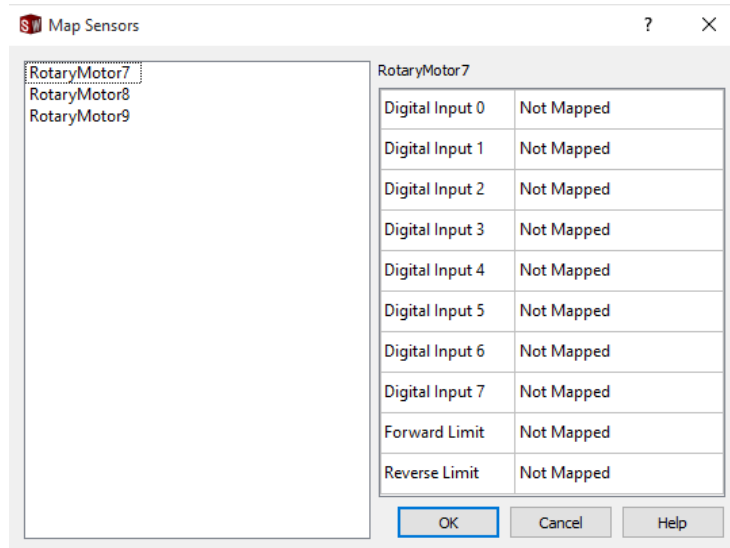 SW Map Sensors ? ×
RotaryMotor7
RotaryMotor8
RotaryMotor9
RotaryMotor7
Digital Input 0 Not Mapped
Digital Input 1 Not Mapped
Digital Input 2 Not Mapped
Digital Input 3 Not Mapped
Digital Input 4 Not Mapped
Digital Input 5 Not Mapped
Digital Input 6 Not Mapped
Digital Input 7 Not Mapped
Forward Limit Not Mapped
Reverse Limit Not Mapped
OK Cancel Help